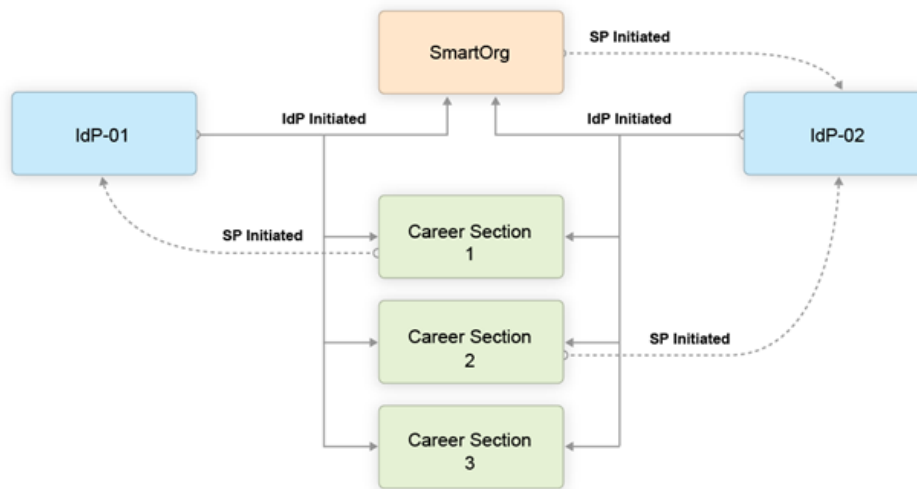 SP Initiated
SmartOrg
IdP Initiated
IdP Initiated
IdP-01
IdP-02
Career Section
1
SP Initiated
Career Section
2
SP Initiated
Career Section
3